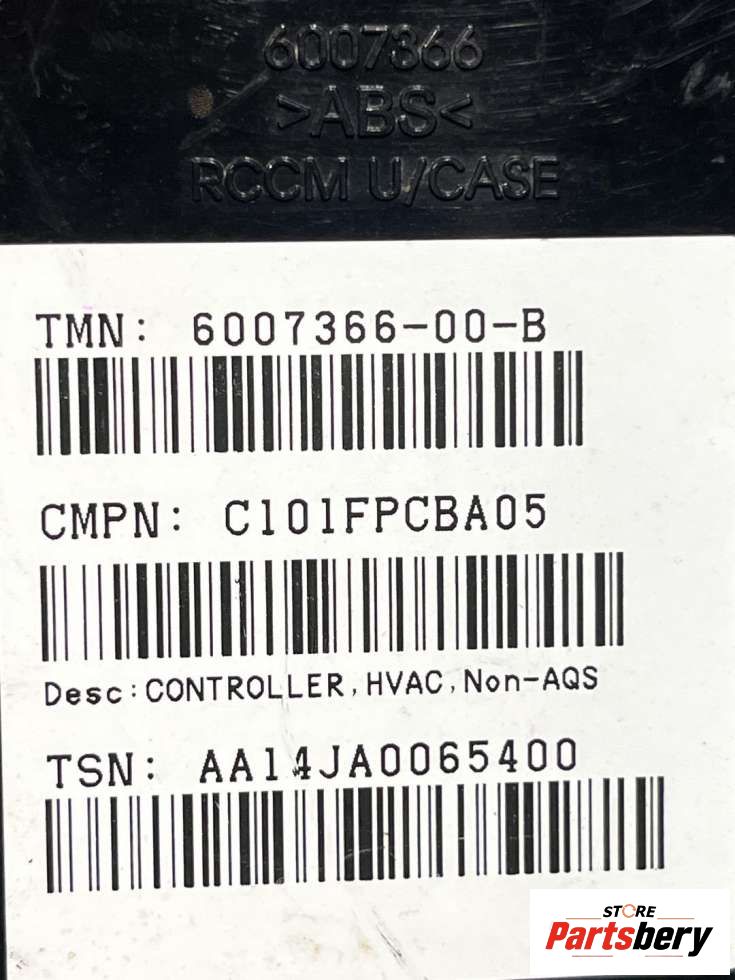 6007366
>ABS<
RCCM U/CASE
TMN: 6007366-00-B
CMPN: C101FPCBA05
Desc:CONTROLLER,HVAC,Non-AQS
TSN: AA14JA0065400
STORE
Partsbery